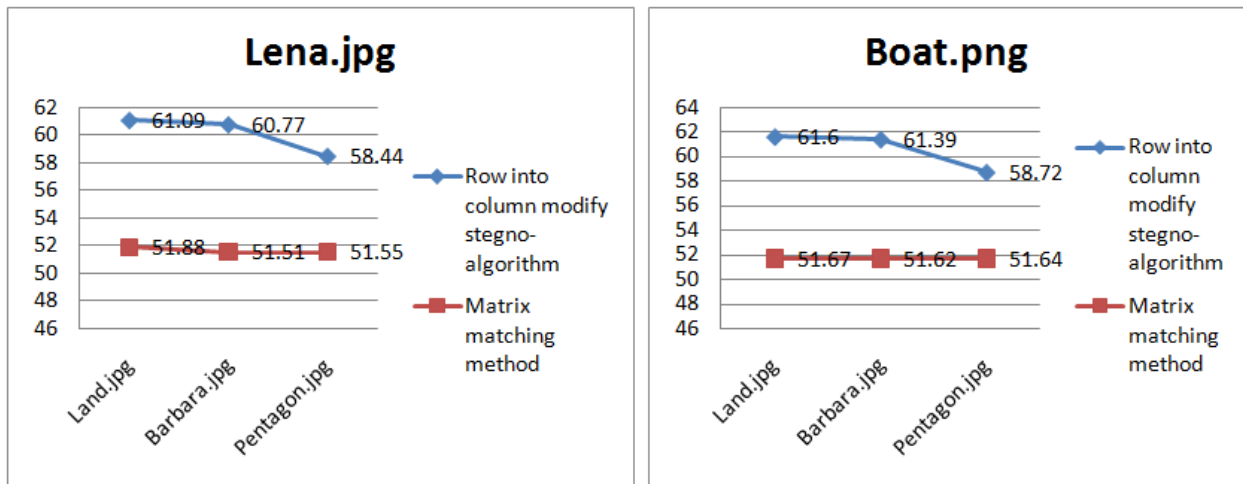 Lena.jpg
62
60
58
56
54
52
50
48
46
61.09
60.77
58.44
51.88
51.51
51.55
Land.jpg
Barbara.jpg
Pentagon.jpg
Row into
column modify
stegno-
algorithm
Matrix
matching
method
Boat.png
64
62
60
58
56
54
52
50
48
46
61.6
61.39
58.72
51.67
51.62
51.64
Land.jpg
Barbara.jpg
Pentagon.jpg
Row into
column
modify
stegno-
algorithm
Matrix
matching
method